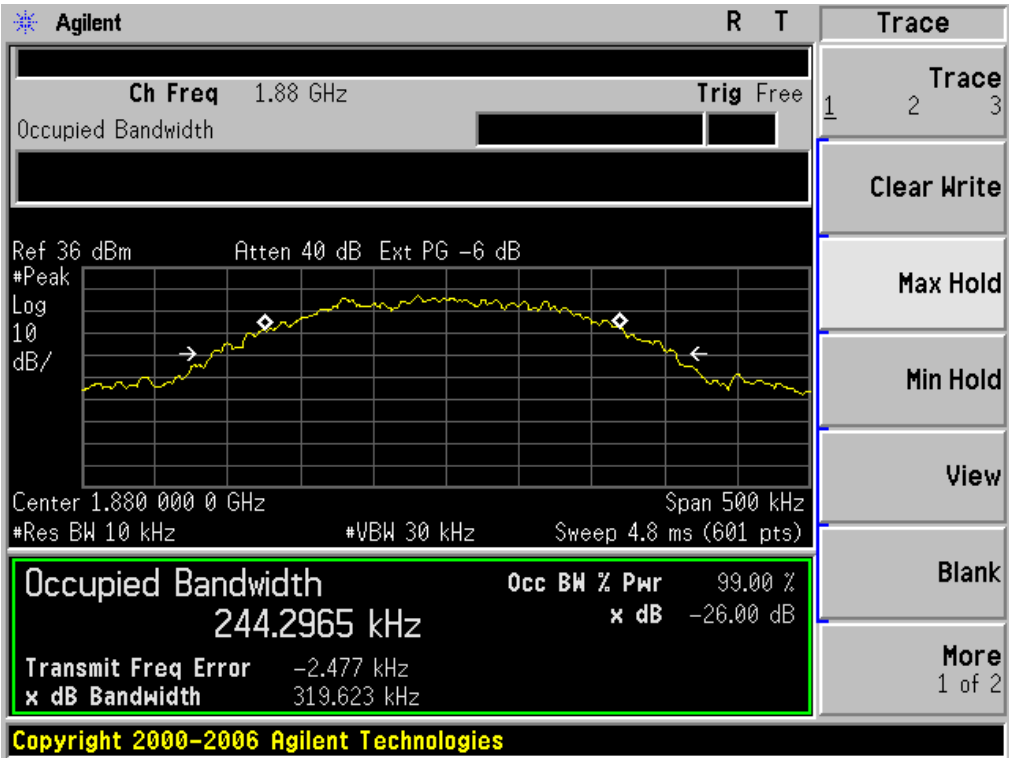 Agilent R T Trace
Ch Freq 1.88 GHz Trig Free
Occupied Bandwidth
Trace
1 2 3
Clear Write
Max Hold
Min Hold
View
Blank
More
1 of 2
Ref 36 dBm Atten 40 dB Ext PG -6 dB
#Peak
Log
10
dB/
Center 1.880 000 0 GHz Span 500 kHz
#Res BW 10 kHz #VBW 30 kHz Sweep 4.8 ms (601 pts)
Occupied Bandwidth Occ BW % Pwr 99.00 %
244.2965 kHz x dB -26.00 dB
Transmit Freq Error -2.477 kHz
x dB Bandwidth 319.623 kHz
Copyright 2000-2006 Agilent Technologies